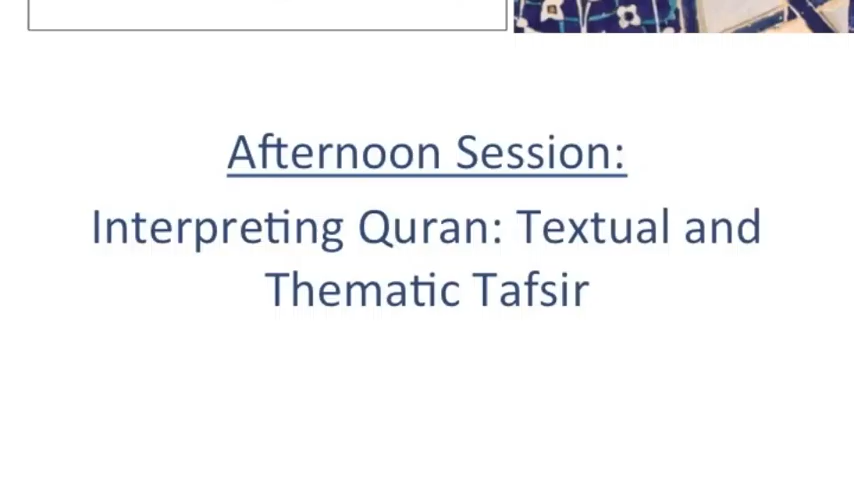 Afternoon Session:
Interpreting Quran: Textual and
Thematic Tafsir